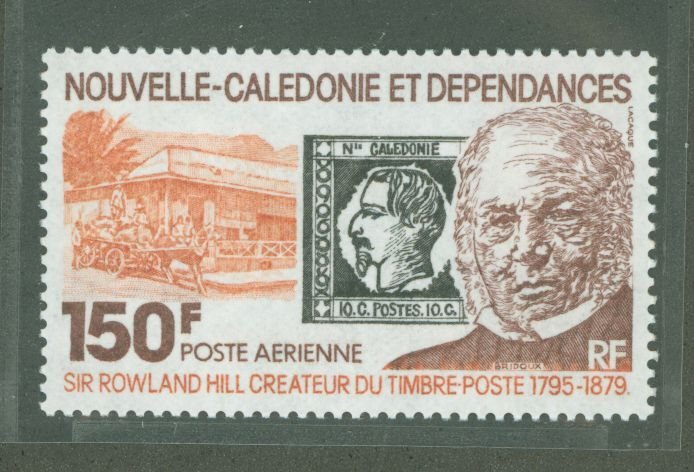 NOUVELLE-CALEDONIE ET DEPENDANCES
LACAQUE
Nlle CALEDONIE
10.C. POSTES. 10.C.
150F
POSTE AERIENNE
BRIDOUX
RF
SIR ROWLAND HILL CREATEUR DU TIMBRE-POSTE 1795-1879.